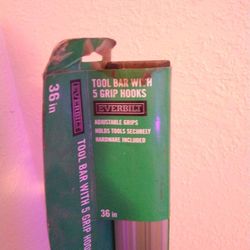 36 in
EVERBILT
TOOL BAR WITH 5 GRIP HOOK
TOOL BAR WITH
5 GRIP HOOKS
EVERBILT
ADJUSTABLE GRIPS
HOLDS TOOLS SECURELY
HARDWARE INCLUDED
36 in